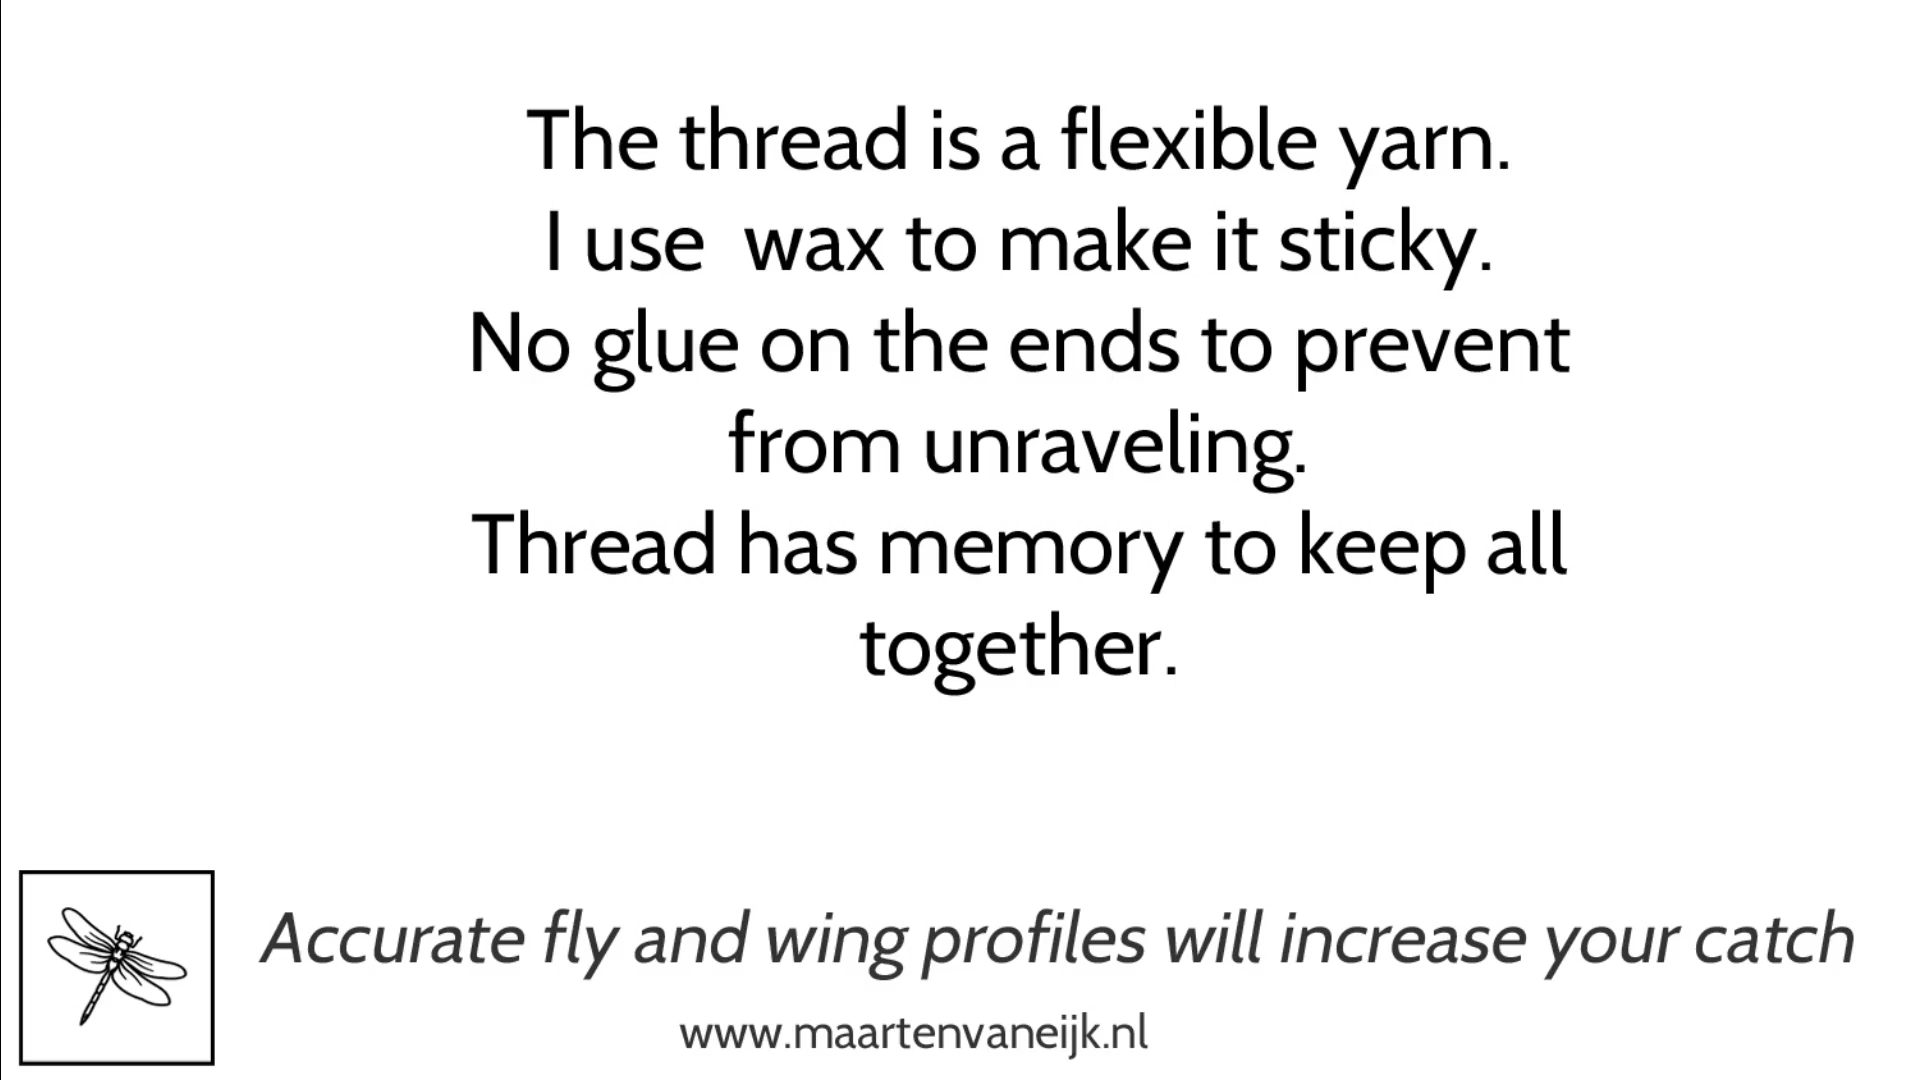 The thread is a flexible yarn.
I use  wax to make it sticky.
No glue on the ends to prevent
from unraveling.
Thread has memory to keep all
together.
Accurate fly and wing profiles will increase your catch
www.maartenvaneijk.nl